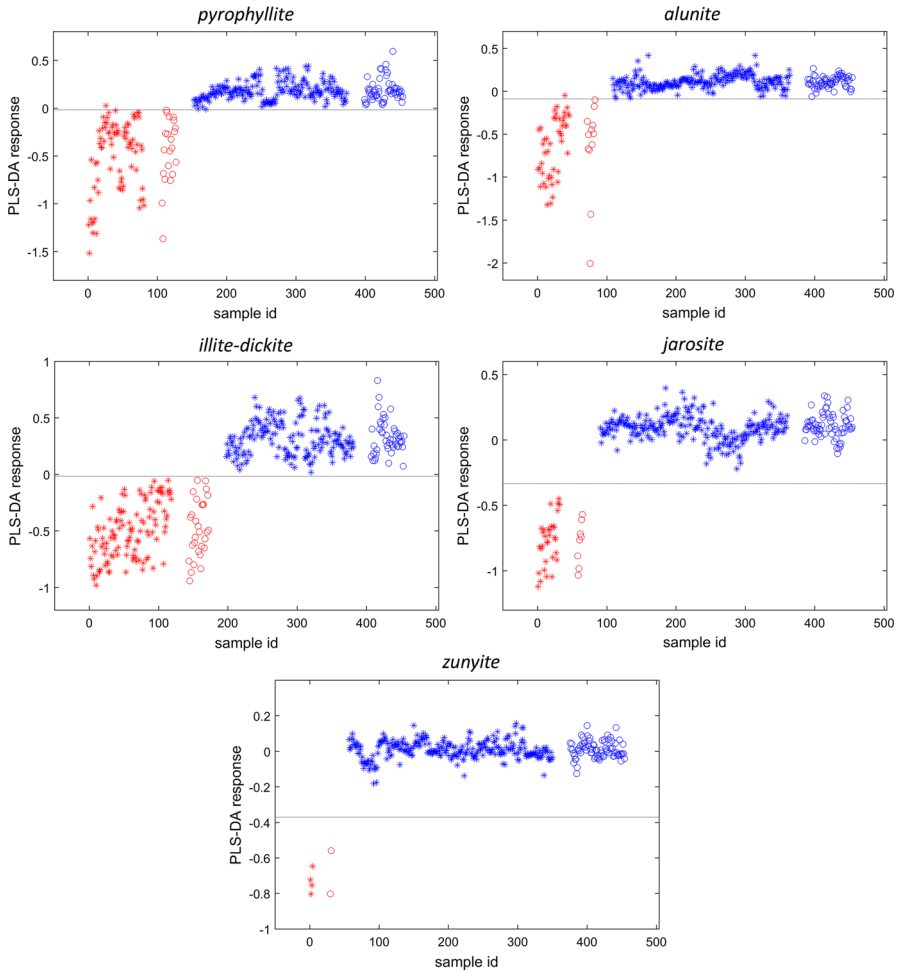 pyrophyllite
0.5
0
-0.5
-1
-1.5
PLS-DA response
0 100 200 300 400 500
sample id
alunite
0.5
0
-0.5
-1
-1.5
-2
PLS-DA response
0 100 200 300 400 500
sample id
illite-dickite
1
0.5
0
-0.5
-1
PLS-DA response
0 100 200 300 400 500
sample id
jarosite
0.5
0
-0.5
-1
PLS-DA response
0 100 200 300 400 500
sample id
zunyite
0.2
0
-0.2
-0.4
-0.6
-0.8
-1
PLS-DA response
0 100 200 300 400 500
sample id